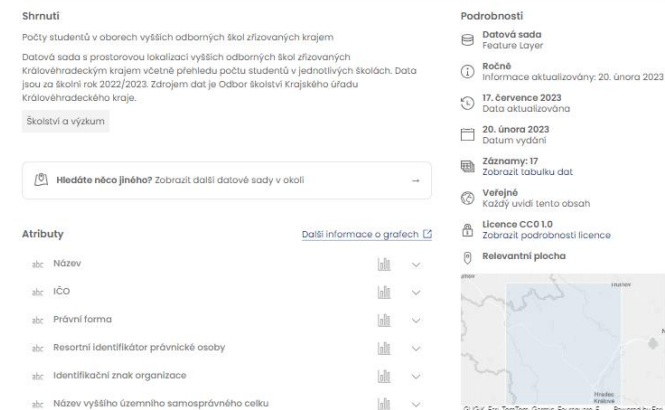 Shrnutí
Počty studentů v oborech vyšších odborných škol zřizovaných krajem
Datová sada s prostorovou lokalizací vyšších odborných škol zřizovaných
Královéhradeckým krajem včetně přehledu počtu studentů v jednotlivých školách. Data
jsou za školní rok 2022/2023. Zdrojem dat je Odbor školství Krajského úřadu
Královéhradeckého kraje.
Školství a výzkum
Hledáte něco jiného? Zobrazit další datové sady v okolí →
Atributy
Další informace o grafech
abc Název
abc IČO
abc Právní forma
abc Resortní identifikátor právnické osoby
abc Identifikační znak organizace
abc Název vyššího územního samosprávného celku
Podrobnosti
Datová sada
Feature Layer
Ročně
Informace aktualizovány: 20. února 2023
17. července 2023
Data aktualizována
20. února 2023
Datum vydání
Záznamy: 17
Zobrazit tabulku dat
Veřejné
Každý uvidí tento obsah
Licence CC0 1.0
Zobrazit podrobnosti licence
Relevantní plocha
Hradec
Králové